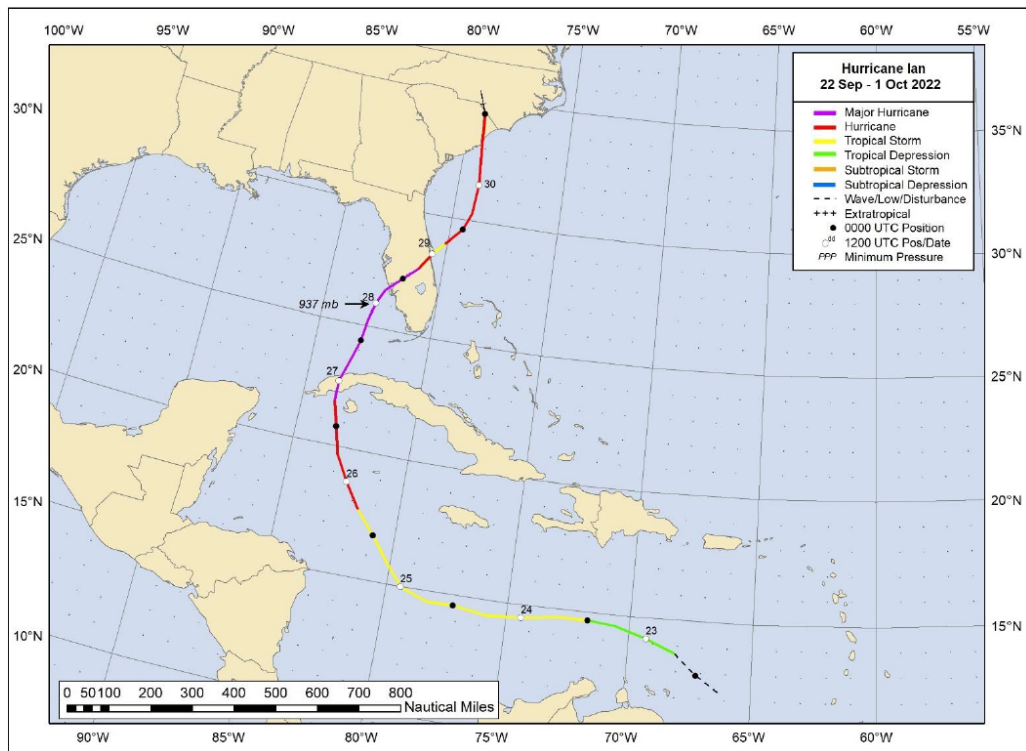 100°W 95°W 90°W 85°W 80°W 75°W 70°W 65°W 60°W 55°W
Hurricane Ian
22 Sep - 1 Oct 2022
Major Hurricane
Hurricane
Tropical Storm
Tropical Depression
Subtropical Storm
Subtropical Depression
Wave/Low/Disturbance
Extratropical
0000 UTC Position
00 1200 UTC Pos/Date
PPP Minimum Pressure
30°N
35°N
30
25°N
29
30°N
28
937 mb
20°N
27
25°N
26
15°N
20°N
25
24
23
10°N
15°N
0 50 100 200 300 400 500 600 700 800
Nautical Miles
90°W 85°W 80°W 75°W 70°W 65°W 60°W